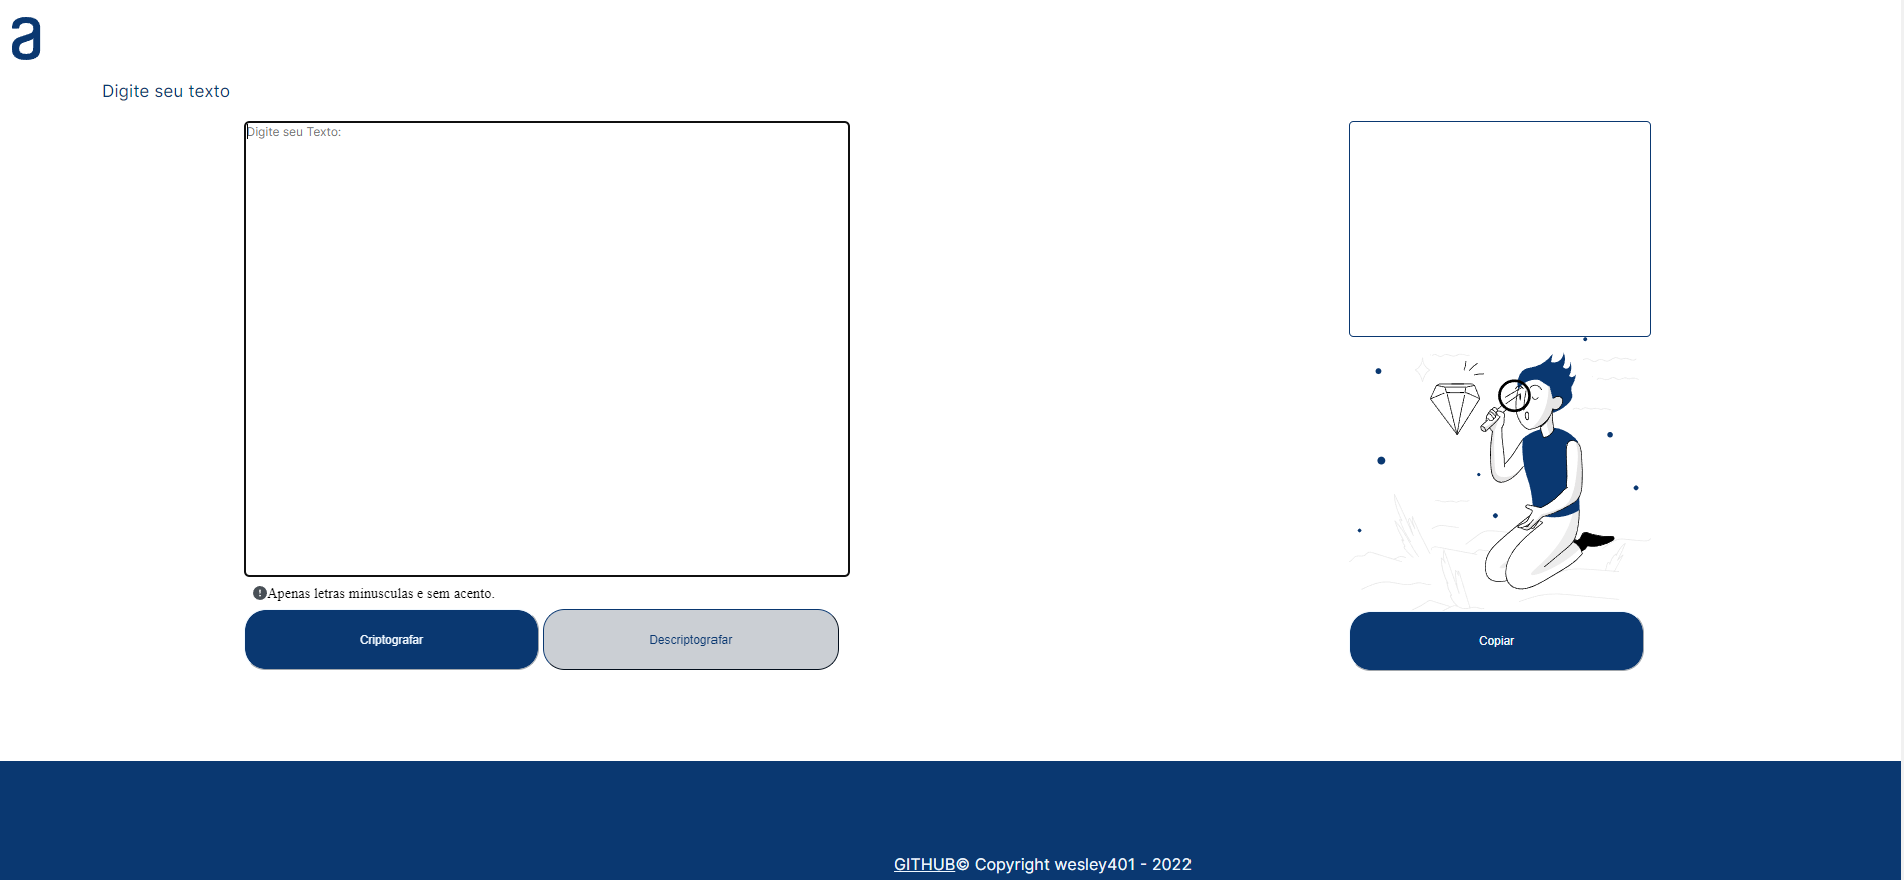 a
Digite seu texto
Digite seu Texto:
Apenas letras minusculas e sem acento.
Criptografar
Descriptografar
Copiar
GITHUB© Copyright wesley401 - 2022